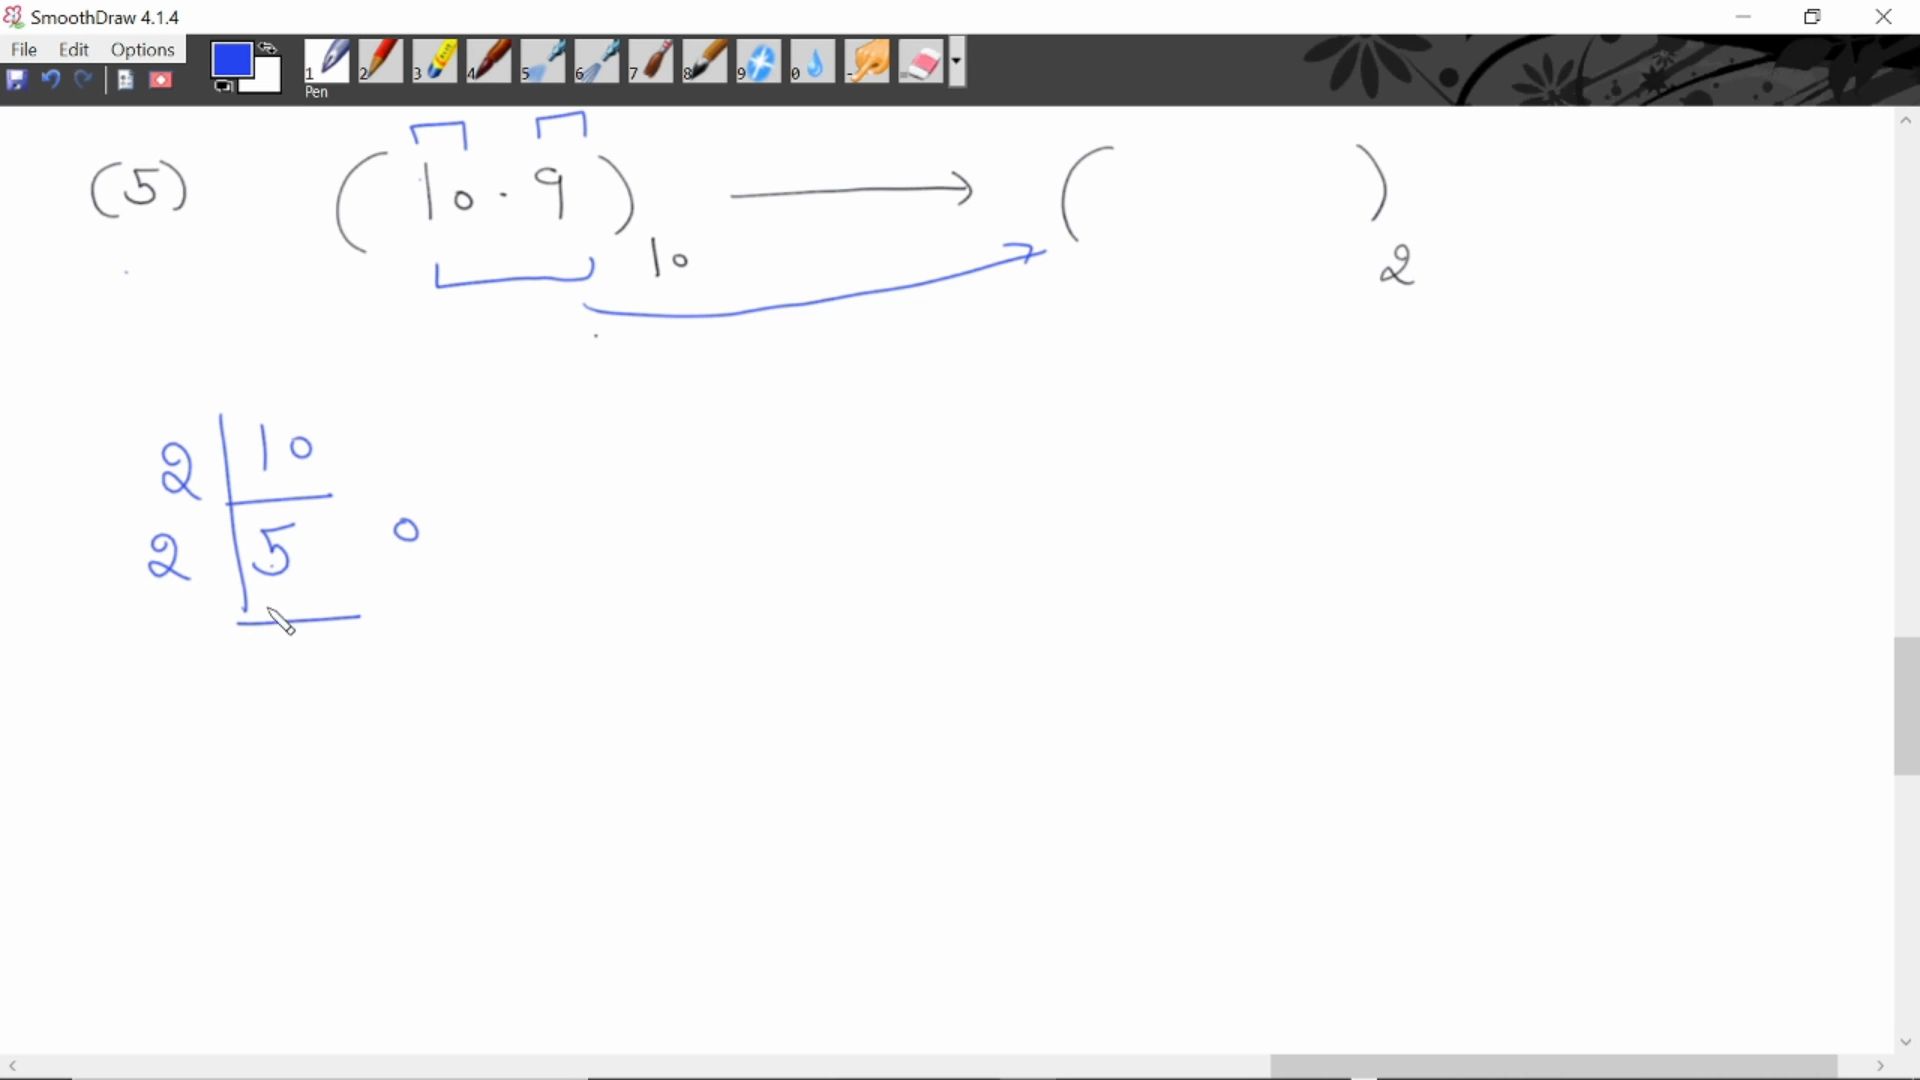 SmoothDraw 4.1.4
File Edit Options
1 2 3 4 5 6 7 8 9 0 - =
Pen
(5) (10.9)10 → ( )2
2 10
2 5 0